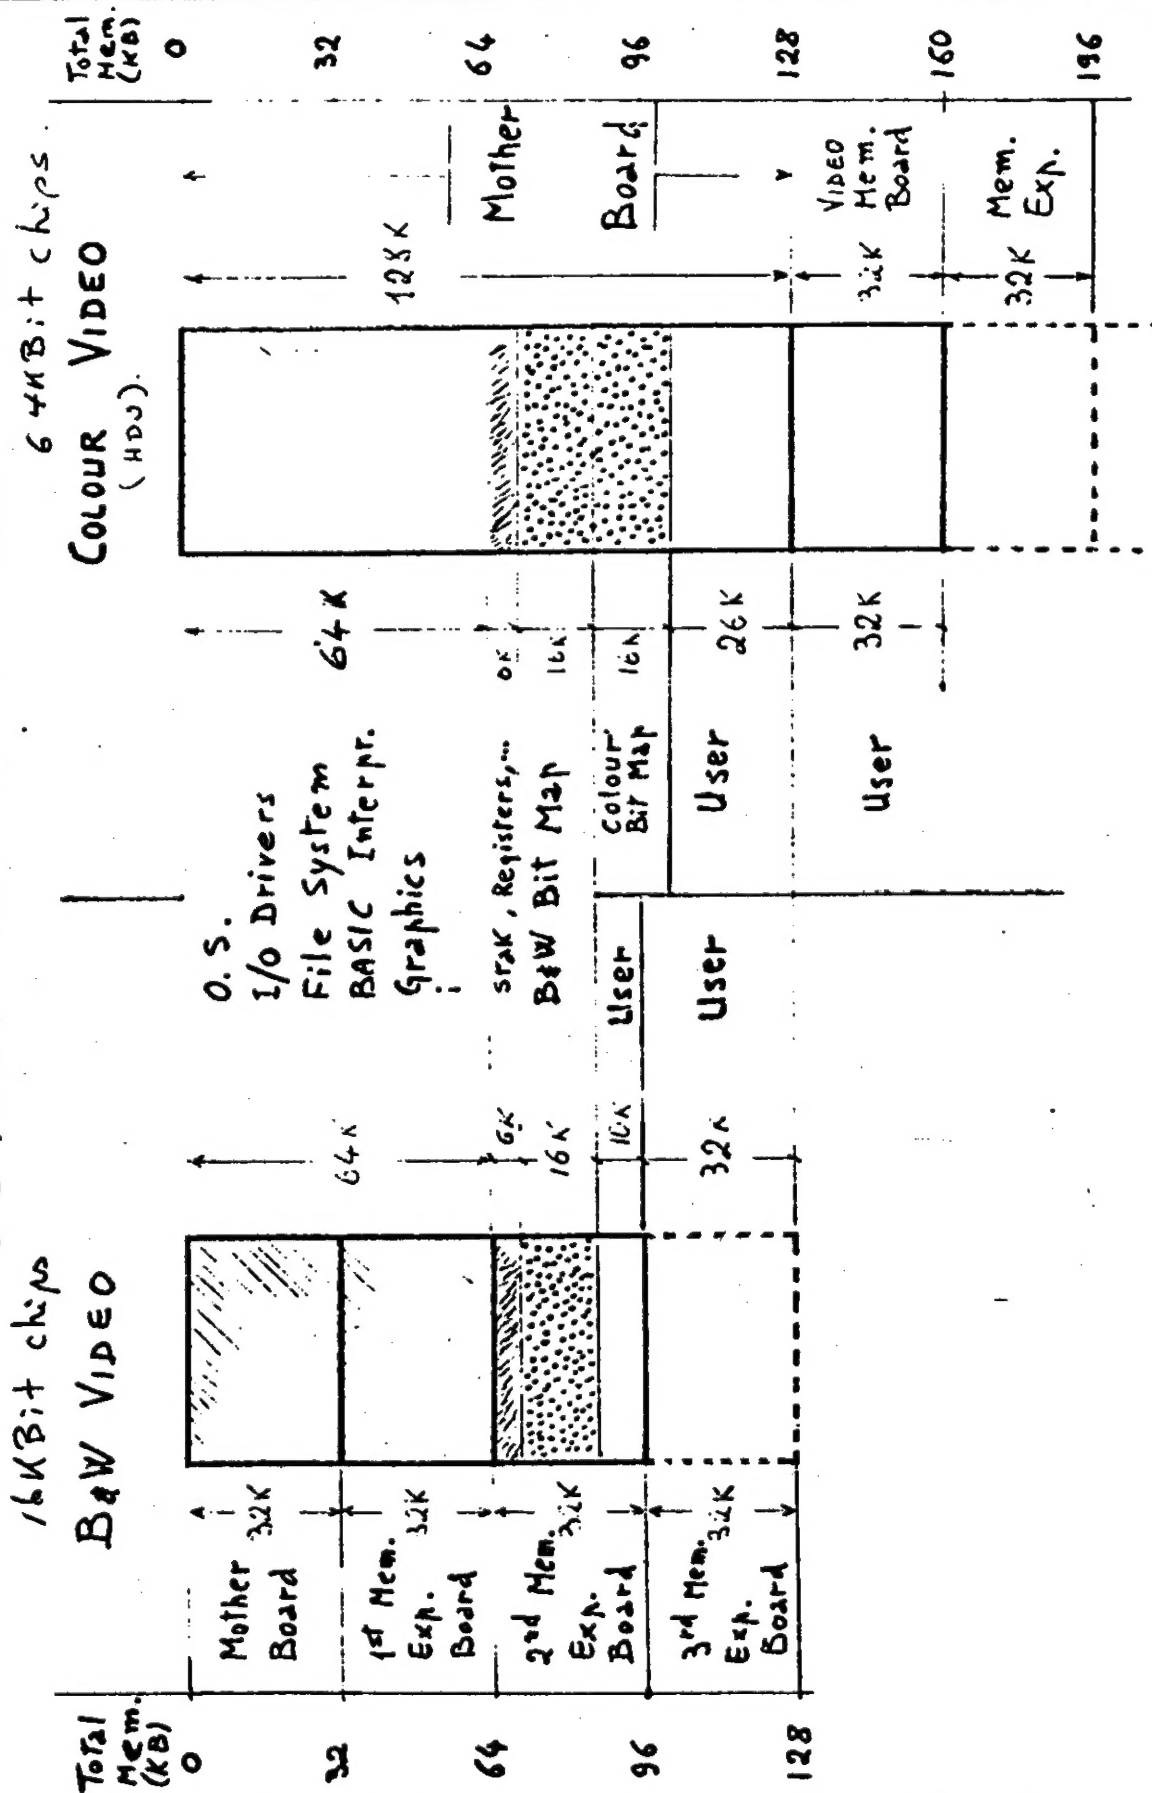 16KBit chips
B&W VIDEO
64KBit chips.
COLOUR VIDEO
(HDU).
Total
Mem.
(KB)
0
32
64
96
128
Mother
Board
32K
1st Mem.
Exp.
Board
32K
2nd Mem.
Exp.
Board
32K
3rd Mem.
Exp.
Board
32K
64K
6K
16K
10K
32K
O.S.
I/O Drivers
File System
BASIC Interpr.
Graphics
:
stak, Registers,...
B&W Bit Map
User
User
Colour
Bit Map
User
User
64K
16K
16K
26K
32K
128K
32K
32K
Mother
Board
VIDEO
Mem.
Board
Mem.
Exp.
Total
Mem.
(KB)
0
32
64
96
128
160
196